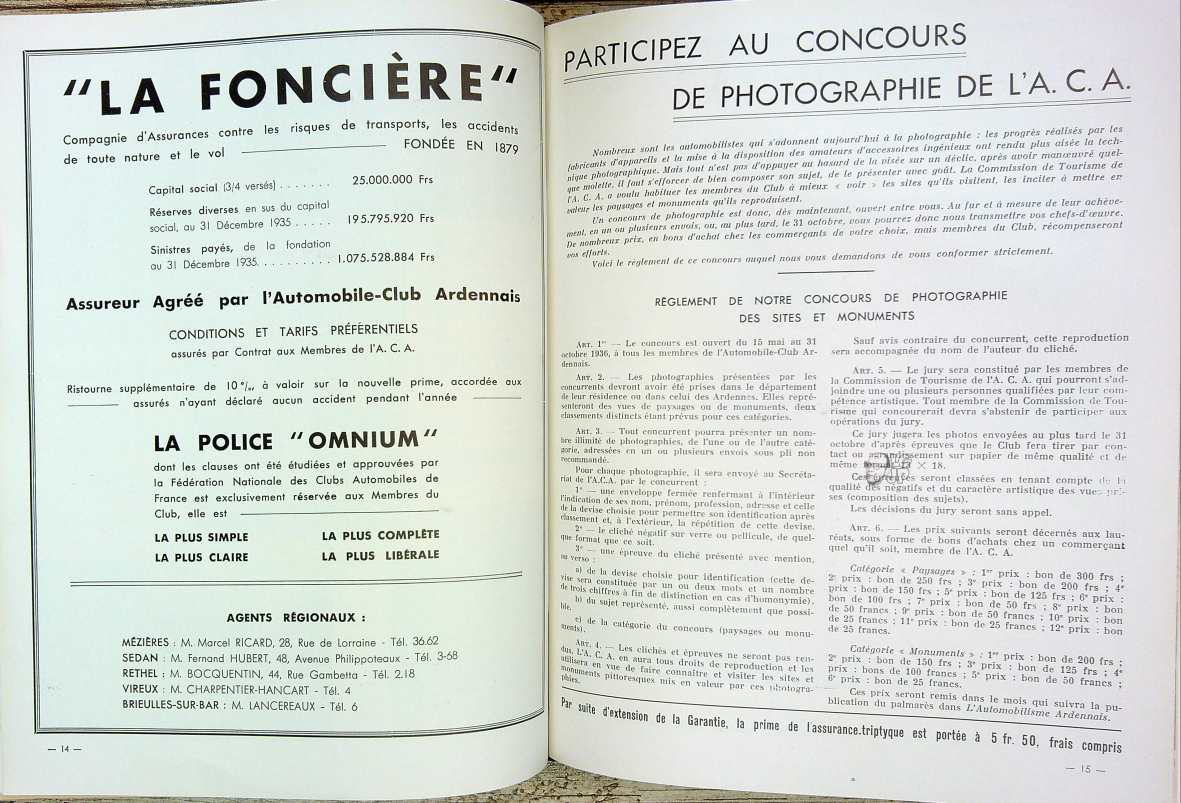 "LA FONCIÈRE"
Compagnie d'Assurances contre les risques de transports, les accidents
de toute nature et le vol FONDÉE EN 1879
Capital social (3/4 versés) . . . . . . . 25.000.000 Frs
Réserves diverses en sus du capital
social, au 31 Décembre 1935 . . . . . 195.795.920 Frs
Sinistres payés, de la fondation
au 31 Décembre 1935. . . . . . . . . . 1.075.528.884 Frs
Assureur Agréé par l'Automobile-Club Ardennais
CONDITIONS ET TARIFS PRÉFÉRENTIELS
assurés par Contrat aux Membres de l'A. C. A.
Ristourne supplémentaire de 10 %, à valoir sur la nouvelle prime, accordée aux
assurés n'ayant déclaré aucun accident pendant l'année
LA POLICE "OMNIUM"
dont les clauses ont été étudiées et approuvées par
la Fédération Nationale des Clubs Automobiles de
France est exclusivement réservée aux Membres du
Club, elle est
LA PLUS SIMPLE LA PLUS COMPLÈTE
LA PLUS CLAIRE LA PLUS LIBÉRALE
AGENTS RÉGIONAUX :
MÉZIÈRES : M. Marcel RICARD, 28, Rue de Lorraine - Tél. 36.62
SEDAN : M. Fernand HUBERT, 48, Avenue Philippoteaux - Tél. 3-68
RETHEL : M. BOCQUENTIN, 44, Rue Gambetta - Tél. 2.18
VIREUX : M. CHARPENTIER-HANCART - Tél. 4
BRIEULLES-SUR-BAR : M. LANCEREAUX - Tél. 6
— 14 —
PARTICIPEZ AU CONCOURS
DE PHOTOGRAPHIE DE L'A. C. A.
Nombreux sont les automobilistes qui s'adonnent aujourd'hui à la photographie : les progrès réalisés par les
fabricants d'appareils et la mise à la disposition des amateurs d'accessoires ingénieux ont rendu plus aisée la tech-
nique photographique. Mais tout n'est pas d'appuyer au hasard de la visée sur un déclic, après avoir manœuvré quel-
que molette, il faut s'efforcer de bien composer son sujet, de le présenter avec goût. La Commission de Tourisme de
l'A. C. A. a voulu habituer les membres du Club à mieux « voir » les sites qu'ils visitent, les inciter à mettre en
valeur les paysages et monuments qu'ils reproduisent.
Un concours de photographie est donc, dès maintenant, ouvert entre vous. Au fur et à mesure de leur achève-
ment, en un ou plusieurs envois, ou, au plus tard, le 31 octobre, vous pourrez donc nous transmettre vos chefs-d'œuvre.
De nombreux prix, en bons d'achat chez les commerçants de votre choix, mais membres du Club, récompenseront
vos efforts.
Voici le règlement de ce concours auquel nous vous demandons de vous conformer strictement.
RÈGLEMENT DE NOTRE CONCOURS DE PHOTOGRAPHIE
DES SITES ET MONUMENTS
ART. 1er — Le concours est ouvert du 15 mai au 31
octobre 1936, à tous les membres de l'Automobile-Club Ar-
dennais.
ART. 2. — Les photographies présentées par les
concurrents devront avoir été prises dans le département
de leur résidence ou dans celui des Ardennes. Elles repré-
senteront des vues de paysages ou de monuments, deux
classements distincts étant prévus pour ces catégories.
ART. 3. — Tout concurrent pourra présenter un nom-
bre illimité de photographies, de l'une ou de l'autre caté-
gorie, adressées en un ou plusieurs envois sous pli non
recommandé.
Pour chaque photographie, il sera envoyé au Secréta-
riat de l'A.C.A. par le concurrent :
1° — une enveloppe fermée renfermant à l'intérieur
l'indication de ses nom, prénom, profession, adresse et celle
de la devise choisie pour permettre son identification après
classement et, à l'extérieur, la répétition de cette devise.
2° — le cliché négatif sur verre ou pellicule, de quel-
que format que ce soit.
3° — une épreuve du cliché présenté avec mention,
au verso :
a) de la devise choisie pour identification (cette de-
vise sera constituée par un ou deux mots et un nombre
de trois chiffres à fin de distinction en cas d'homonymie).
b) du sujet représenté, aussi complètement que possi-
ble.
c) de la catégorie du concours (paysages ou monu-
ments).
ART. 4. — Les clichés et épreuves ne seront pas ren-
dus, L'A. C. A. en aura tous droits de reproduction et les
utilisera en vue de faire connaître et visiter les sites et
monuments pittoresques mis en valeur par ces photogra-
phies.
Sauf avis contraire du concurrent, cette reproduction
sera accompagnée du nom de l'auteur du cliché.
ART. 5. — Le jury sera constitué par les membres de
la Commission de Tourisme de l'A. C. A. qui pourront s'ad-
joindre une ou plusieurs personnes qualifiées par leur com-
pétence artistique. Tout membre de la Commission de Tou-
risme qui concourerait devra s'abstenir de participer aux
opérations du jury.
Ce jury jugera les photos envoyées au plus tard le 31
octobre d'après épreuves que le Club fera tirer par con-
tact ou agrandissement sur papier de même qualité et de
même format 13 × 18.
Ces épreuves seront classées en tenant compte de la
qualité des négatifs et du caractère artistique des vues pri-
ses (composition des sujets).
Les décisions du jury seront sans appel.
ART. 6. — Les prix suivants seront décernés aux lau-
réats, sous forme de bons d'achats chez un commerçant
quel qu'il soit, membre de l'A. C. A.
Catégorie « Paysages » : 1er prix : bon de 300 frs ;
2e prix : bon de 250 frs ; 3e prix : bon de 200 frs ; 4e
prix : bon de 150 frs ; 5e prix : bon de 125 frs ; 6e prix :
bon de 100 frs ; 7e prix : bon de 50 frs ; 8e prix : bon
de 50 francs ; 9e prix : bon de 50 francs ; 10e prix : bon
de 25 francs ; 11e prix : bon de 25 francs ; 12e prix : bon
de 25 francs.
Catégorie « Monuments » : 1er prix : bon de 200 frs ;
2e prix : bon de 150 frs ; 3e prix : bon de 125 frs ; 4e
prix : bons de 100 francs ; 5e prix : bon de 50 francs ;
6e prix : bon de 25 francs.
Ces prix seront remis dans le mois qui suivra la pu-
blication du palmarès dans L'Automobilisme Ardennais.
Par suite d'extension de la Garantie, la prime de l'assurance.triptyque est portée à 5 fr. 50, frais compris
— 15 —